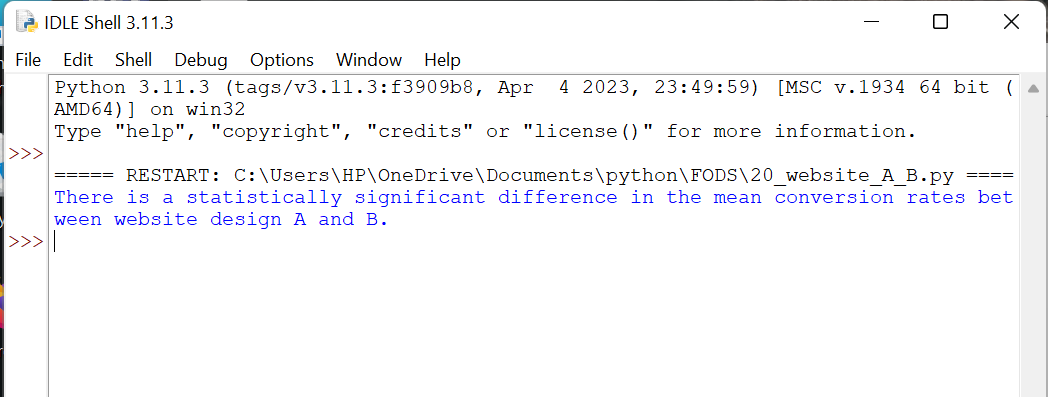 IDLE Shell 3.11.3
File Edit Shell Debug Options Window Help
Python 3.11.3 (tags/v3.11.3:f3909b8, Apr  4 2023, 23:49:59) [MSC v.1934 64 bit (
AMD64)] on win32
Type "help", "copyright", "credits" or "license()" for more information.
>>>
===== RESTART: C:\Users\HP\OneDrive\Documents\python\FODS\20_website_A_B.py ====
There is a statistically significant difference in the mean conversion rates bet
ween website design A and B.
>>>